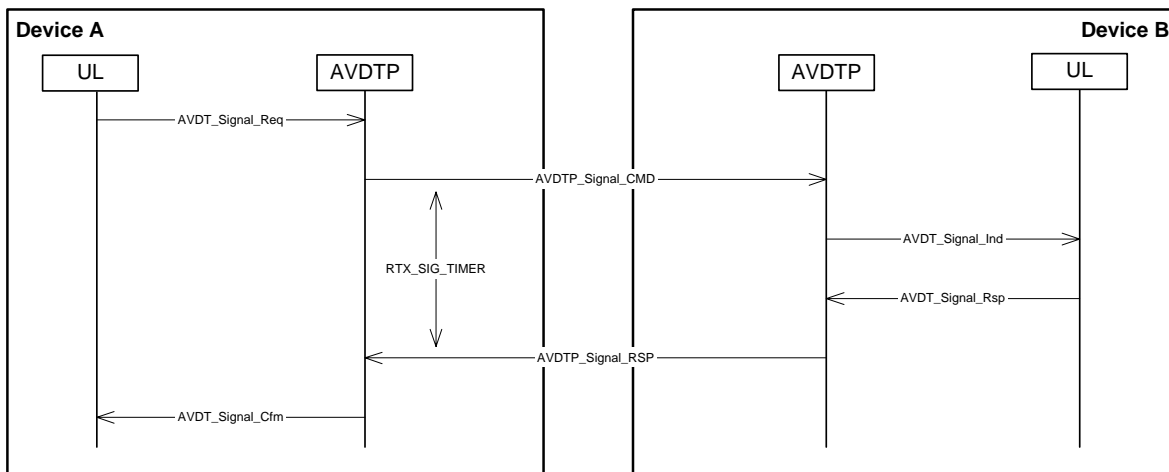 Device A
Device B
UL
AVDTP
AVDTP
UL
AVDT_Signal_Req
AVDTP_Signal_CMD
AVDT_Signal_Ind
RTX_SIG_TIMER
AVDT_Signal_Rsp
AVDTP_Signal_RSP
AVDT_Signal_Cfm